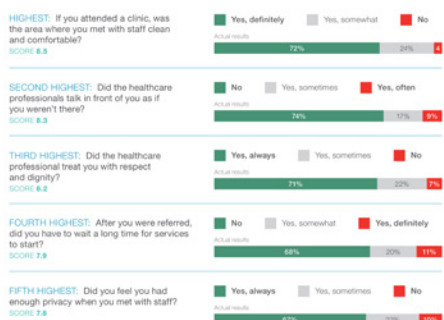 HIGHEST: If you attended a clinic, was
the area where you met with staff clean
and comfortable?
SCORE 8.5
Yes, definitely Yes, somewhat No
Actual results
72% 24% 4
SECOND HIGHEST: Did the healthcare
professionals talk in front of you as if
you weren't there?
SCORE 8.3
No Yes, sometimes Yes, often
Actual results
74% 17% 9%
THIRD HIGHEST: Did the healthcare
professional treat you with respect
and dignity?
SCORE 8.2
Yes, always Yes, sometimes No
Actual results
71% 22% 7%
FOURTH HIGHEST: After you were referred,
did you have to wait a long time for services
to start?
SCORE 7.9
No Yes, somewhat Yes, definitely
Actual results
68% 20% 11%
FIFTH HIGHEST: Did you feel you had
enough privacy when you met with staff?
SCORE 7.8
Yes, always Yes, sometimes No
Actual results
67% 10%